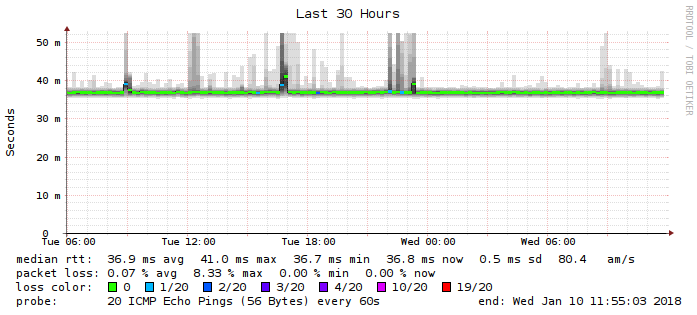 Last 30 Hours
RRDTOOL / TOBI OETIKER
Seconds
50 m
40 m
30 m
20 m
10 m
0
Tue 06:00 Tue 12:00 Tue 18:00 Wed 00:00 Wed 06:00
median rtt: 36.9 ms avg 41.0 ms max 36.7 ms min 36.8 ms now 0.5 ms sd 80.4 am/s
packet loss: 0.07 % avg 8.33 % max 0.00 % min 0.00 % now
loss color: 0 1/20 2/20 3/20 4/20 10/20 19/20
probe: 20 ICMP Echo Pings (56 Bytes) every 60s end: Wed Jan 10 11:55:03 2018